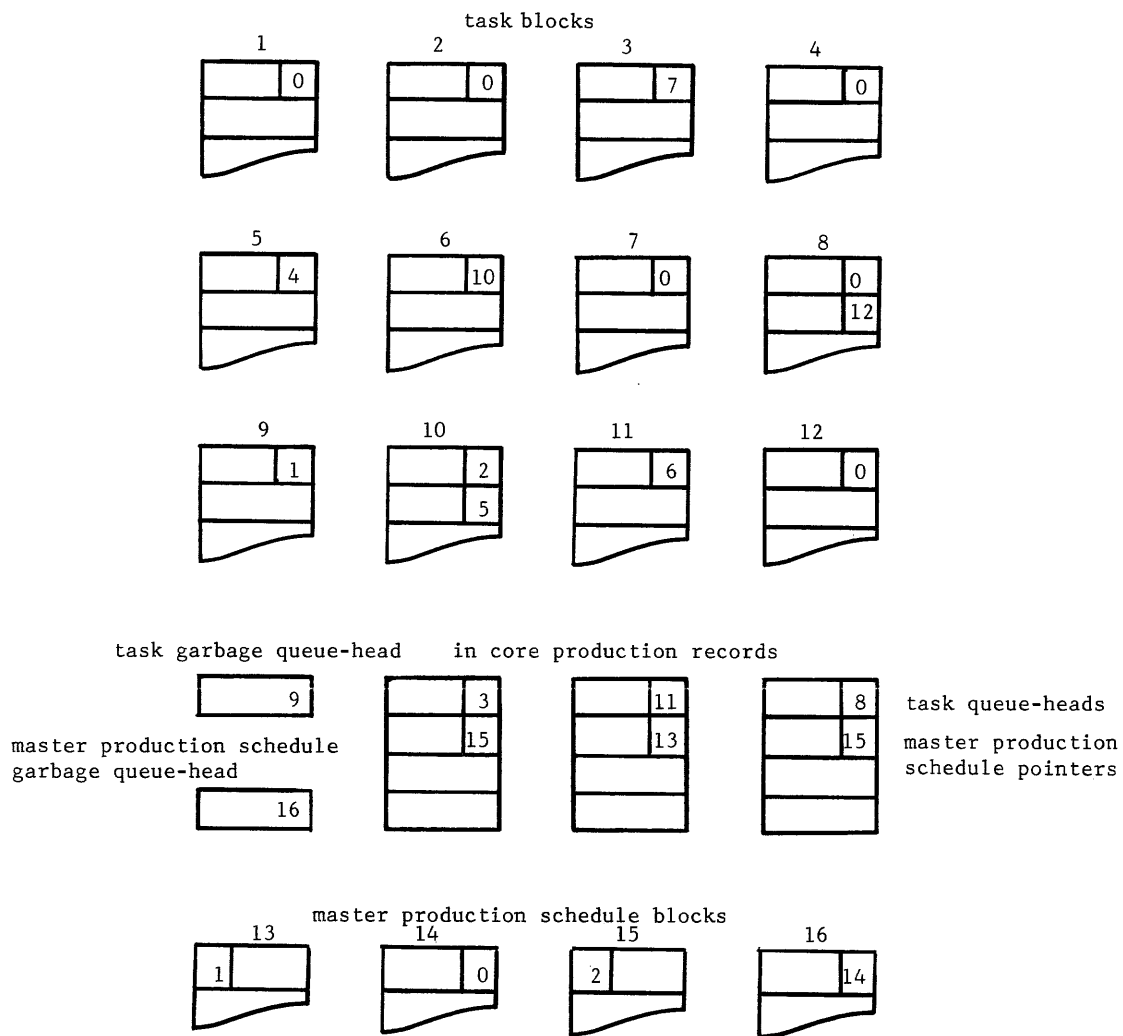 task blocks
1 2 3 4
0 0 7 0
5 6 7 8
4 10 0 0
12
9 10 11 12
1 2 6 0
5
task garbage queue-head in core production records
9 3 11 8 task queue-heads
15 13 15 master production
schedule pointers
master production schedule
garbage queue-head
16
master production schedule blocks
13 14 15 16
1 0 2 14